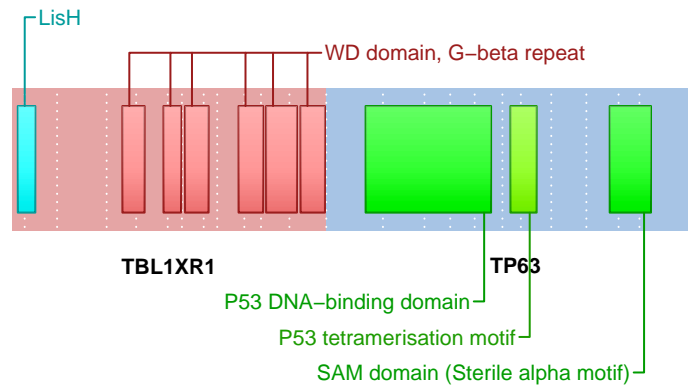 LisH
WD domain, G−beta repeat
TBL1XR1
TP63
P53 DNA−binding domain
P53 tetramerisation motif
SAM domain (Sterile alpha motif)